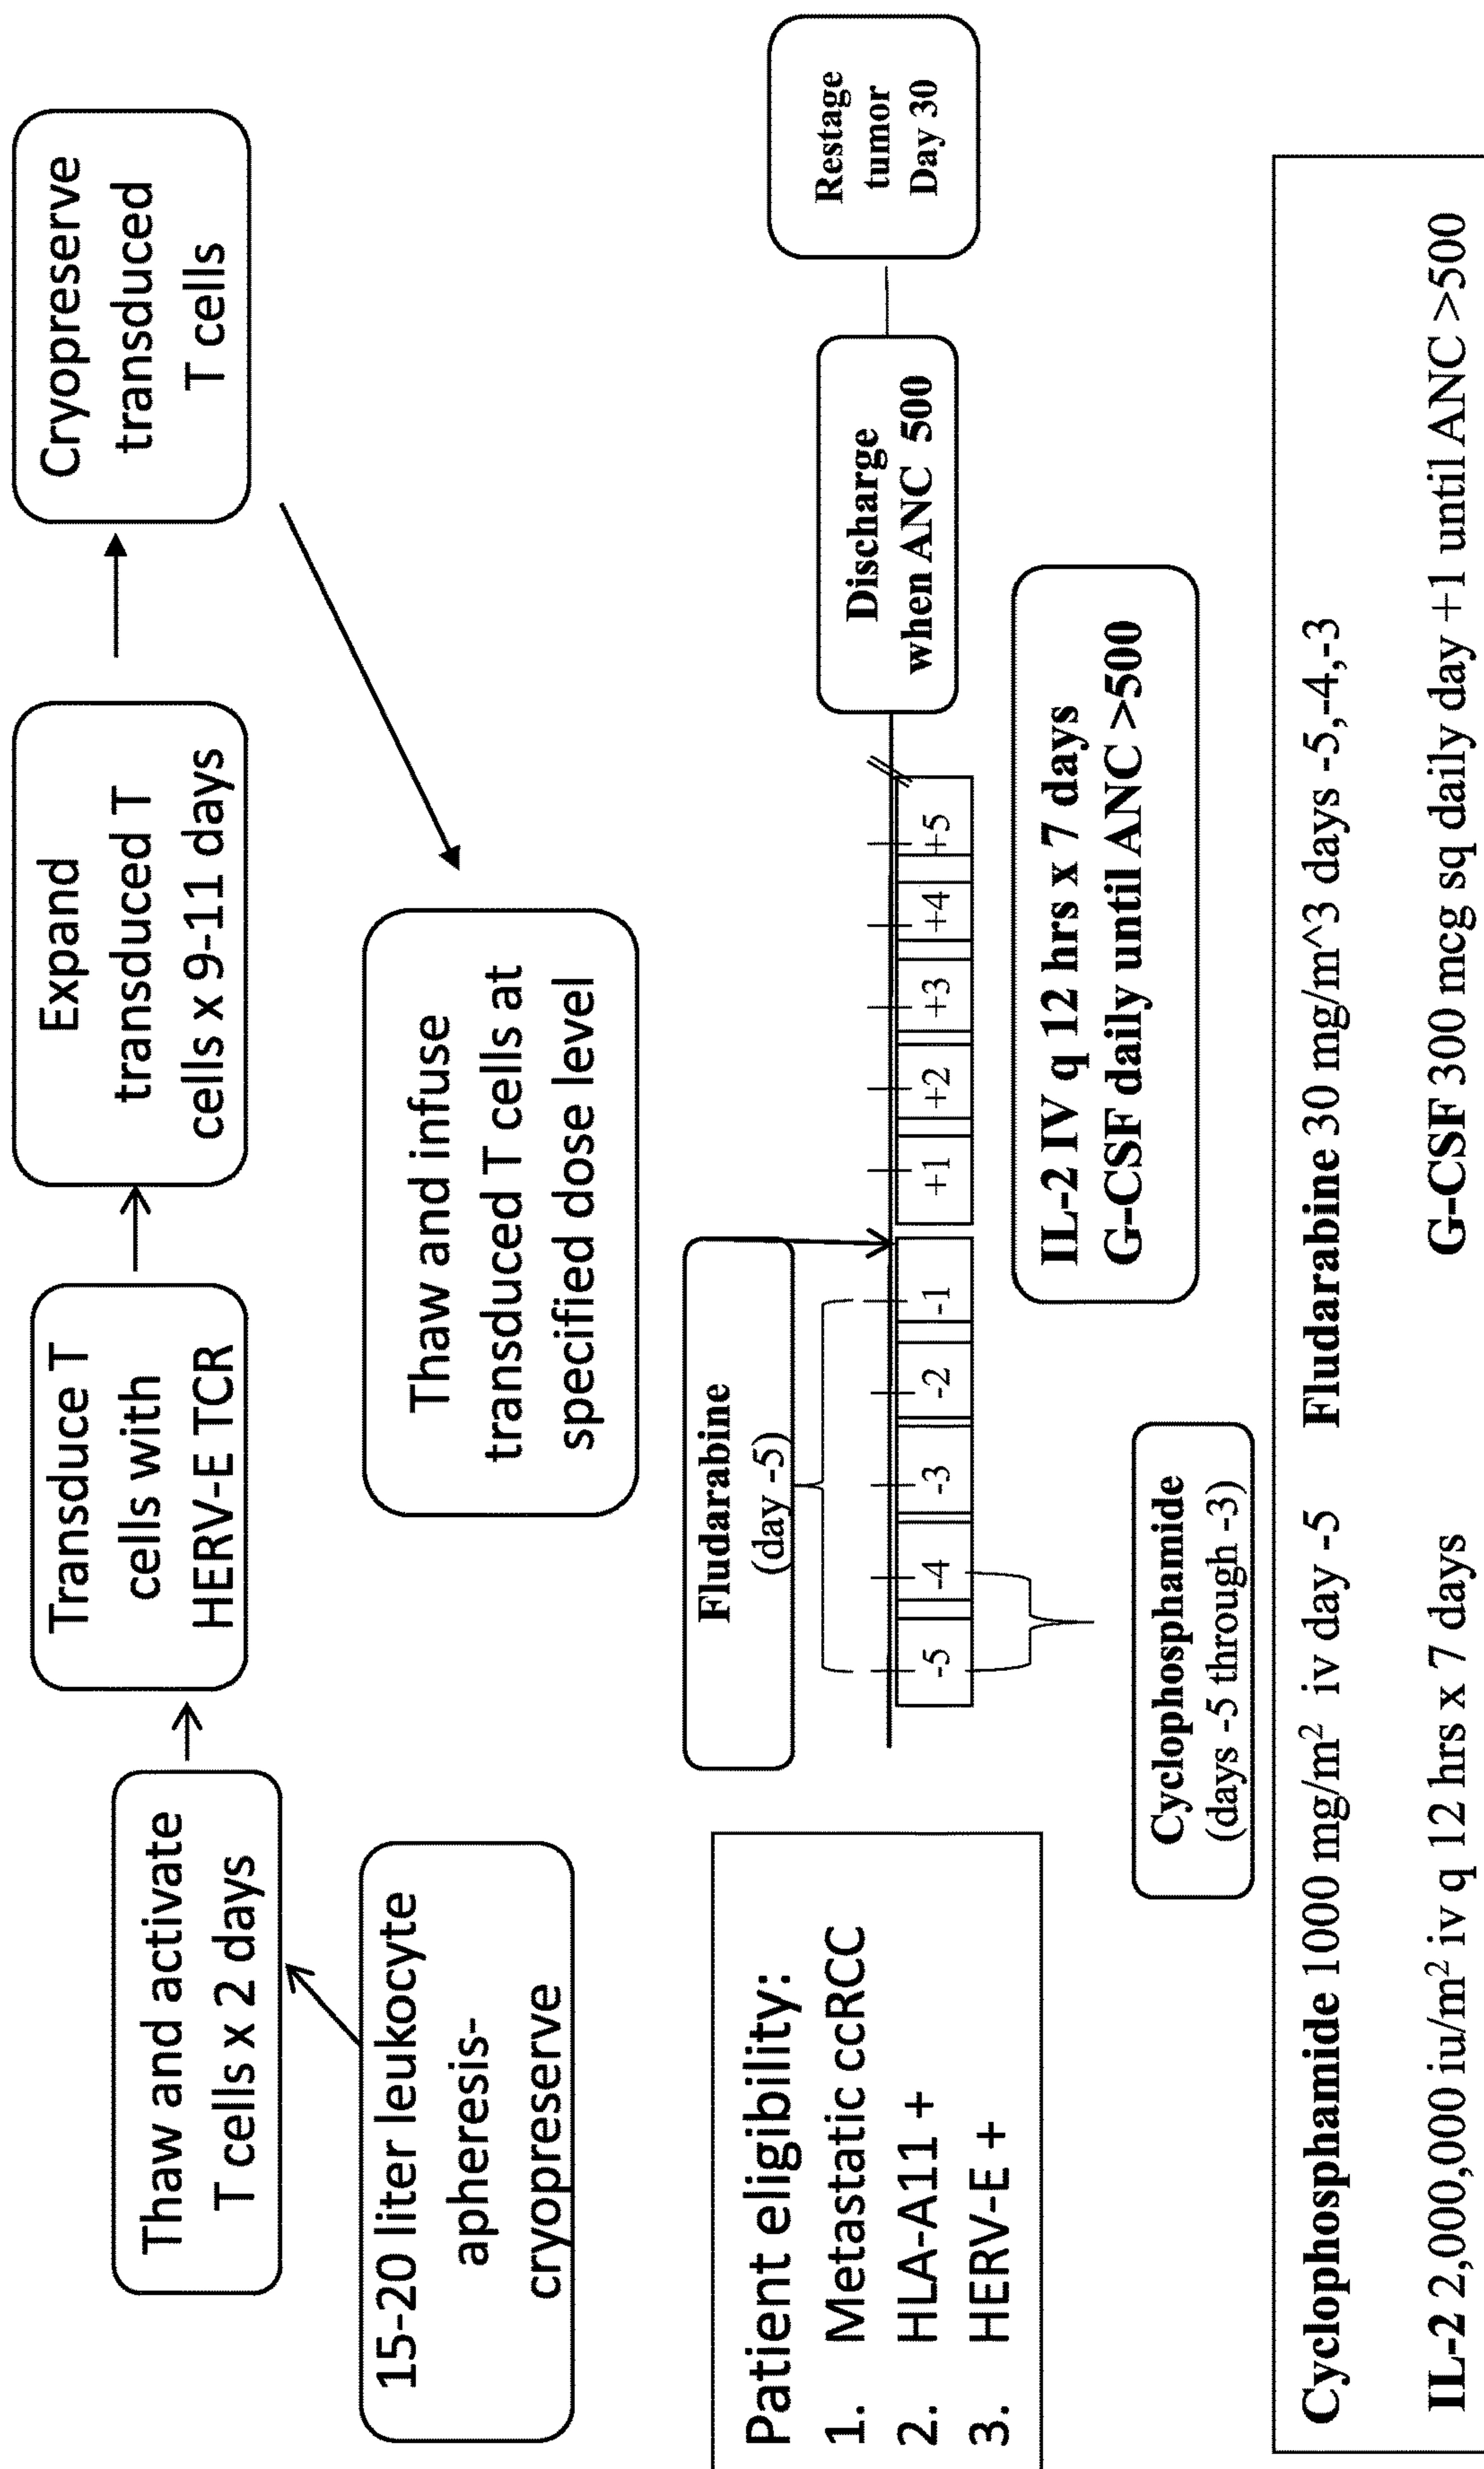 15-20 liter leukocyte
apheresis-
cryopreserve
Thaw and activate
T cells x 2 days
Transduce T
cells with
HERV-E TCR
Expand
transduced T
cells x 9-11 days
Cryopreserve
transduced
T cells
Thaw and infuse
transduced T cells at
specified dose level
Patient eligibility:
1. Metastatic ccRCC
2. HLA-A11 +
3. HERV-E +
Fludarabine
(day -5)
-5 -4 -3 -2 -1 +1 +2 +3 +4 +5
Discharge
when ANC 500
Restage
tumor
Day 30
Cyclophosphamide
(days -5 through -3)
IL-2 IV q 12 hrs x 7 days
G-CSF daily until ANC >500
Cyclophosphamide 1000 mg/m² iv day -5 Fludarabine 30 mg/m^3 days -5,-4,-3
IL-2 2,000,000 iu/m² iv q 12 hrs x 7 days G-CSF 300 mcg sq daily day +1 until ANC >500